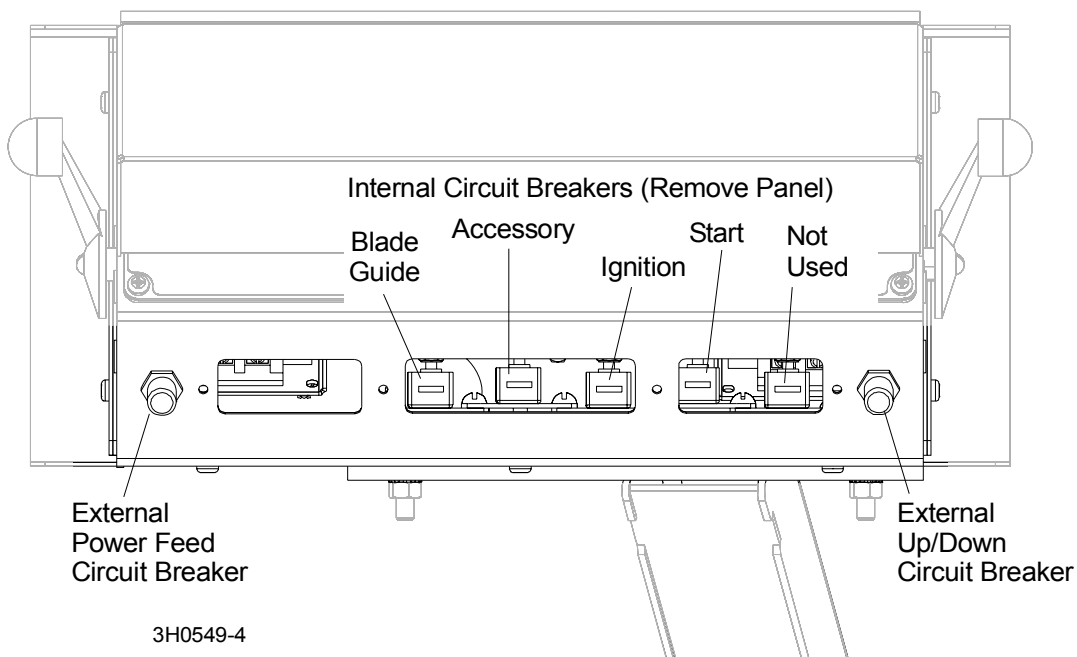 Internal Circuit Breakers (Remove Panel)
Blade
Guide
Accessory
Ignition
Start
Not
Used
External
Power Feed
Circuit Breaker
External
Up/Down
Circuit Breaker
3H0549-4